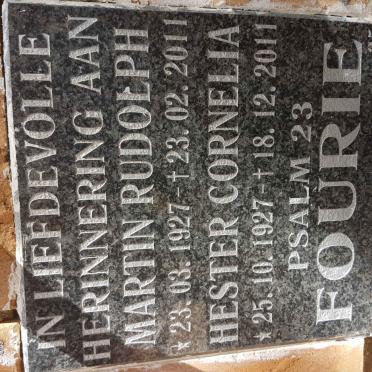 IN LIEFDEVOLLE
HERINNERING AAN
MARTIN RUDOLPH
☆ 23. 03. 1927 - † 23. 02. 2011
HESTER CORNELIA
☆ 25. 10. 1927 - † 18. 12. 2011
PSALM 23
FOURIE